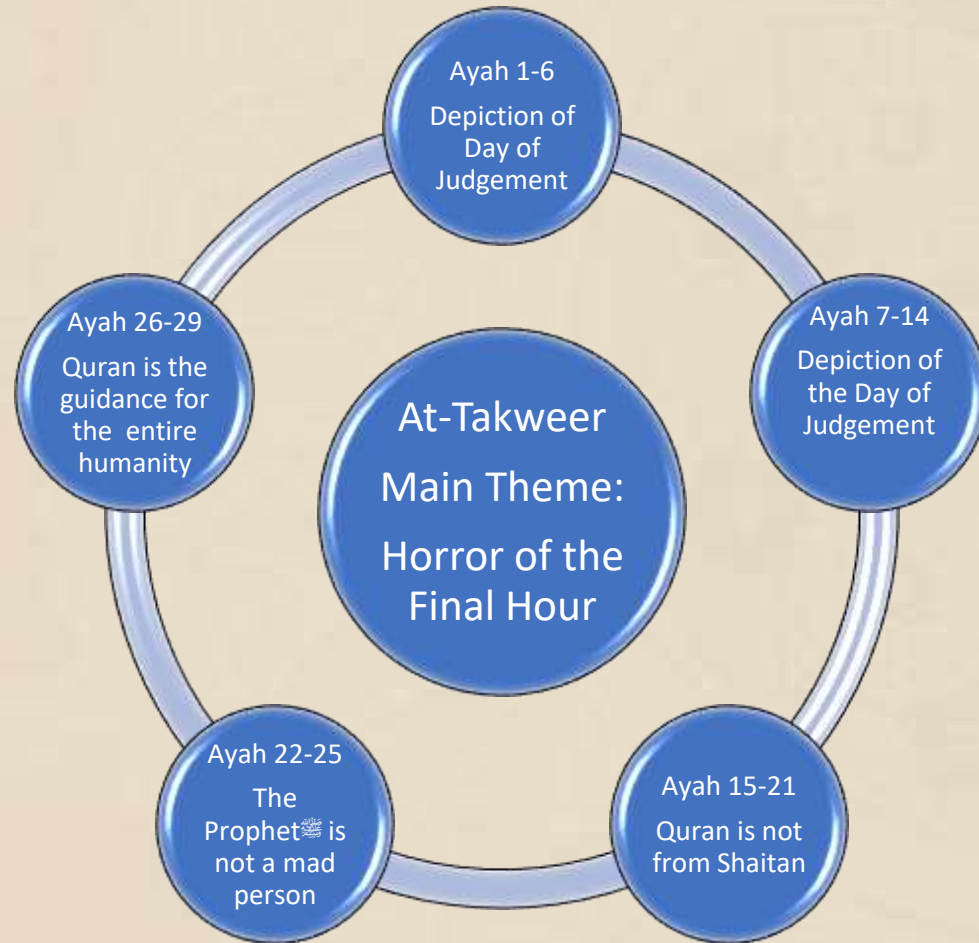 Ayah 1-6
Depiction of
Day of
Judgement
Ayah 7-14
Depiction of
the Day of
Judgement
Ayah 15-21
Quran is not
from Shaitan
Ayah 22-25
The
Prophetﷺ is
not a mad
person
Ayah 26-29
Quran is the
guidance for
the entire
humanity
At-Takweer
Main Theme:
Horror of the
Final Hour